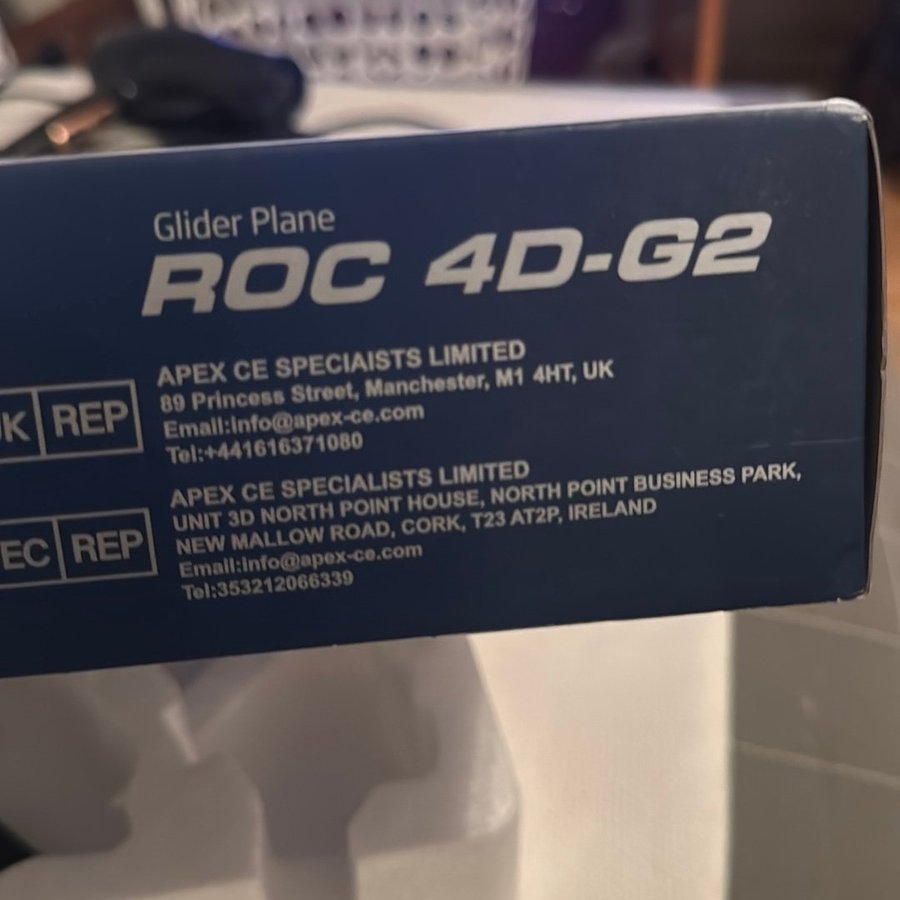 Glider Plane
ROC 4D-G2
REP
APEX CE SPECIAISTS LIMITED
89 Princess Street, Manchester, M1 4HT, UK
Email:info@apex-ce.com
Tel:+441616371080
EC REP
APEX CE SPECIALISTS LIMITED
UNIT 3D NORTH POINT HOUSE, NORTH POINT BUSINESS PARK,
NEW MALLOW ROAD, CORK, T23 AT2P, IRELAND
Email:info@apex-ce.com
Tel:353212066339